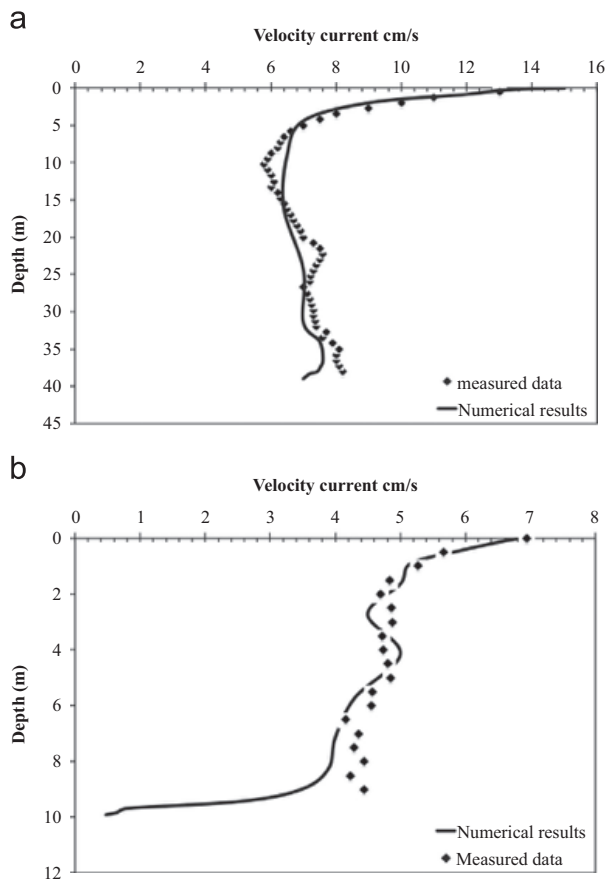 a
Velocity current cm/s
0 2 4 6 8 10 12 14 16
0
5
10
15
20
25
30
35
40
45
Depth (m)
measured data
Numerical results
b
Velocity current cm/s
0 1 2 3 4 5 6 7 8
0
2
4
6
8
10
12
Depth (m)
Numerical results
Measured data